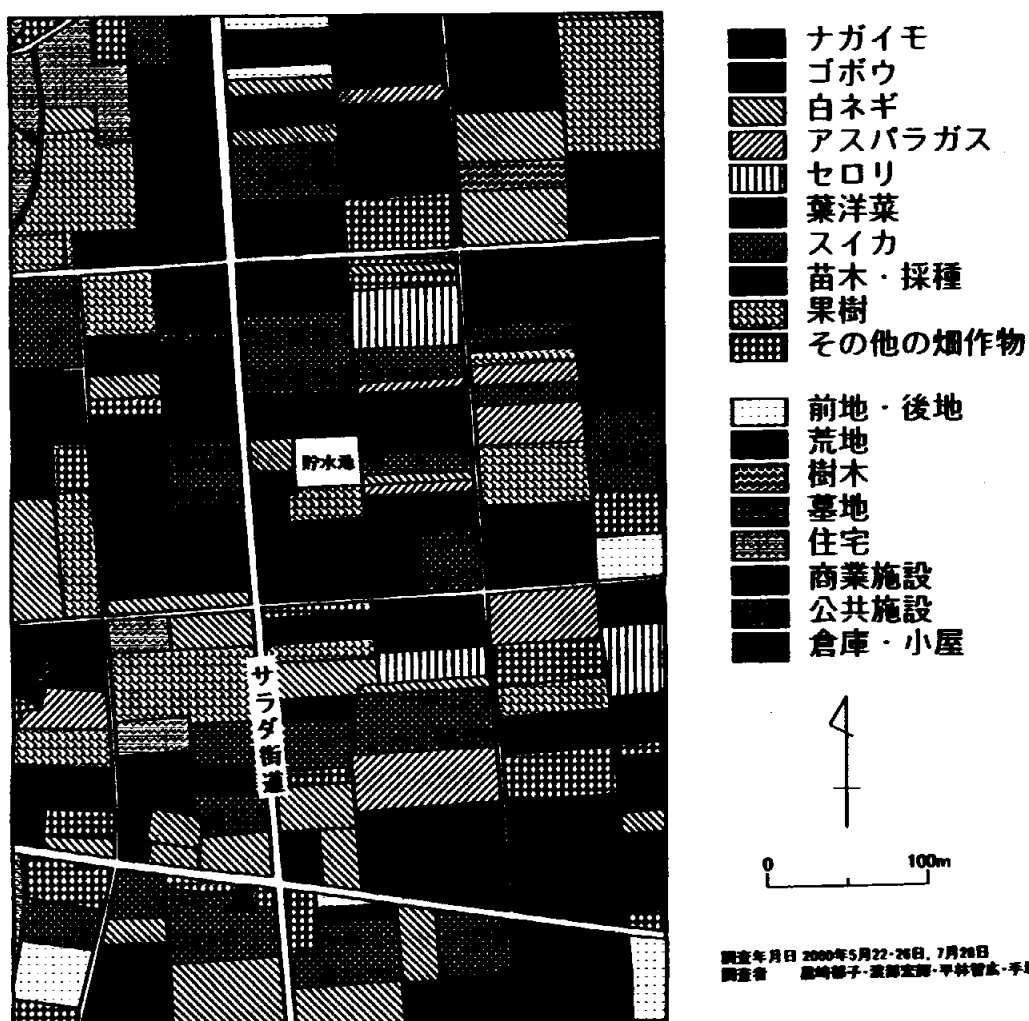 ナガイモ
ゴボウ
白ネギ
アスパラガス
セロリ
葉洋菜
スイカ
苗木・採種
果樹
その他の畑作物
前地・後地
荒地
樹木
墓地
住宅
商業施設
公共施設
倉庫・小屋
貯水池
サラダ街道
0 100m
調査年月日 2000年5月22・26日, 7月26日
調査者